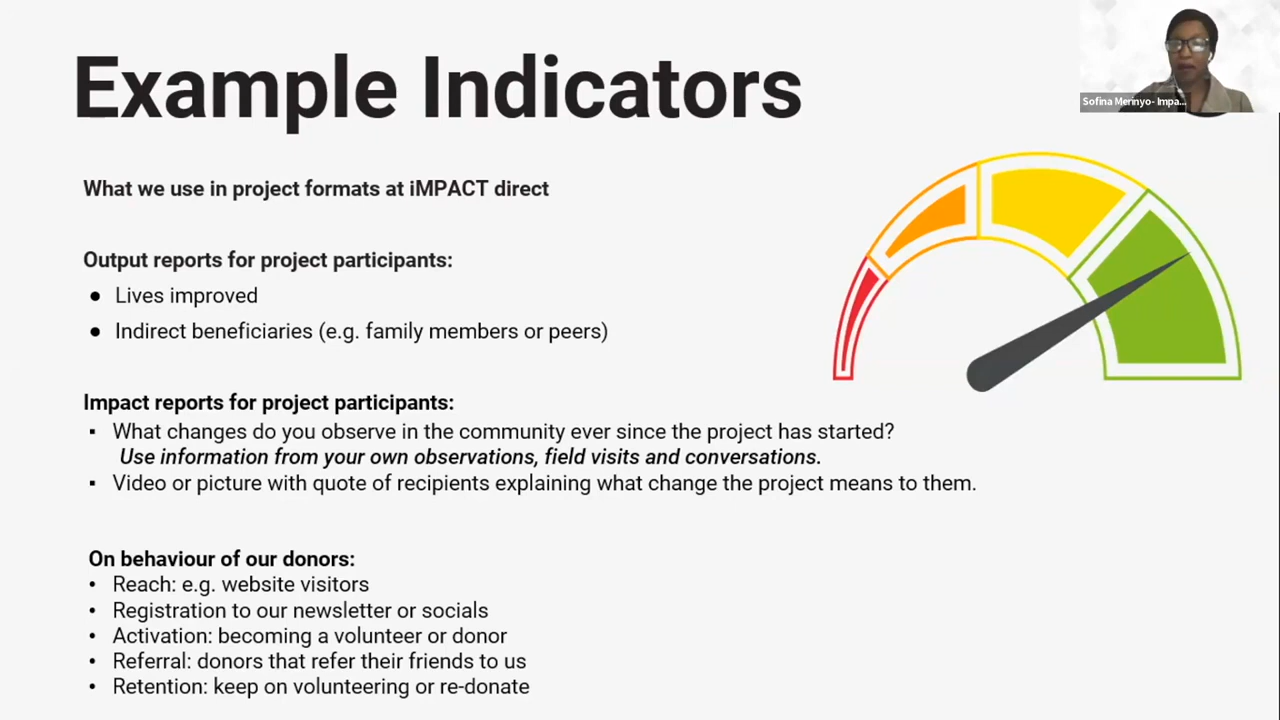 Example Indicators
Sofina Merinyo- Impa...
What we use in project formats at iMPACT direct
Output reports for project participants:
● Lives improved
● Indirect beneficiaries (e.g. family members or peers)
Impact reports for project participants:
▪ What changes do you observe in the community ever since the project has started?
Use information from your own observations, field visits and conversations.
▪ Video or picture with quote of recipients explaining what change the project means to them.
On behaviour of our donors:
• Reach: e.g. website visitors
• Registration to our newsletter or socials
• Activation: becoming a volunteer or donor
• Referral: donors that refer their friends to us
• Retention: keep on volunteering or re-donate